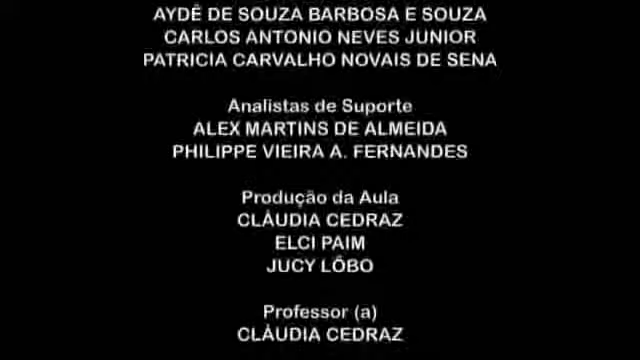 AYDÊ DE SOUZA BARBOSA E SOUZA
CARLOS ANTONIO NEVES JUNIOR
PATRICIA CARVALHO NOVAIS DE SENA
Analistas de Suporte
ALEX MARTINS DE ALMEIDA
PHILIPPE VIEIRA A. FERNANDES
Produção da Aula
CLÁUDIA CEDRAZ
ELCI PAIM
JUCY LÔBO
Professor (a)
CLÁUDIA CEDRAZ